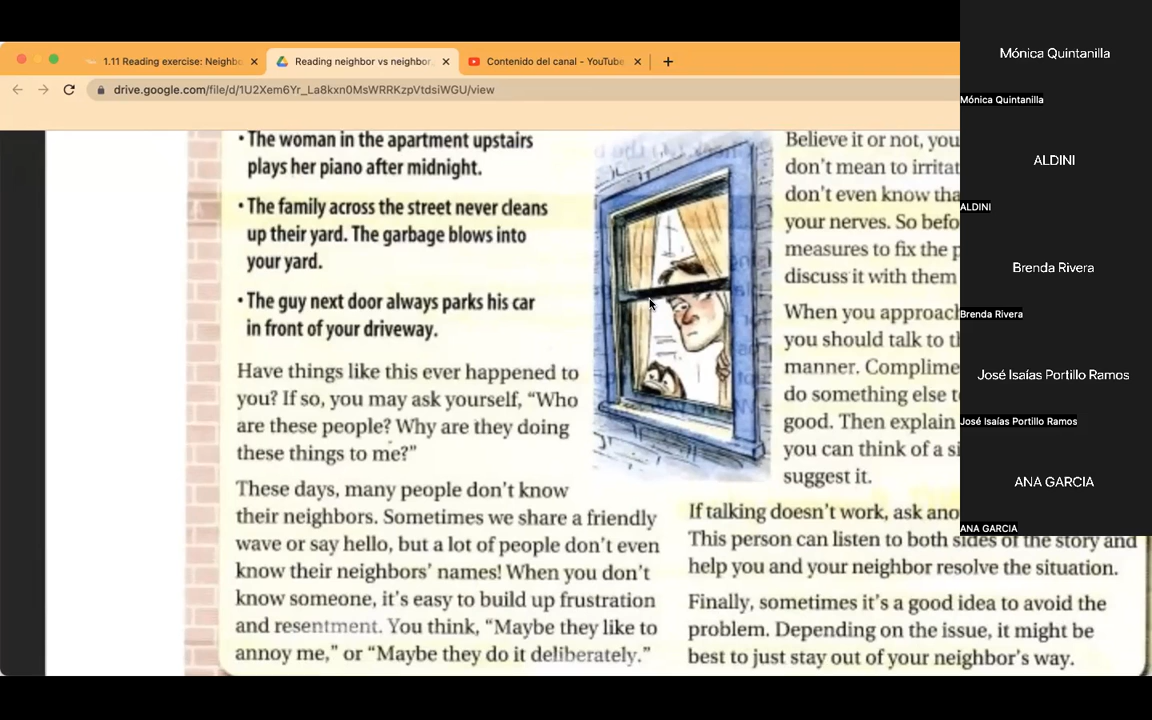 1.11 Reading exercise: Neighbo
Reading neighbor vs neighbor.
Contenido del canal - YouTube
drive.google.com/file/d/1U2Xem6Yr_La8kxn0MsWRRKzpVtdsiWGU/view
• The woman in the apartment upstairs
plays her piano after midnight.
• The family across the street never cleans
up their yard. The garbage blows into
your yard.
• The guy next door always parks his car
in front of your driveway.
Have things like this ever happened to
you? If so, you may ask yourself, “Who
are these people? Why are they doing
these things to me?”
These days, many people don’t know
their neighbors. Sometimes we share a friendly
wave or say hello, but a lot of people don’t even
know their neighbors’ names! When you don’t
know someone, it’s easy to build up frustration
and resentment. You think, “Maybe they like to
annoy me,” or “Maybe they do it deliberately.”
Believe it or not, you
don’t mean to irritat
don’t even know tha
your nerves. So befo
measures to fix the p
discuss it with them
When you approach
you should talk to th
manner. Complime
do something else t
good. Then explain
you can think of a si
suggest it.
If talking doesn’t work, ask ano
This person can listen to both sides of the story and
help you and your neighbor resolve the situation.
Finally, sometimes it’s a good idea to avoid the
problem. Depending on the issue, it might be
best to just stay out of your neighbor’s way.
Mónica Quintanilla
Mónica Quintanilla
ALDINI
ALDINI
Brenda Rivera
Brenda Rivera
José Isaías Portillo Ramos
José Isaías Portillo Ramos
ANA GARCIA
ANA GARCIA